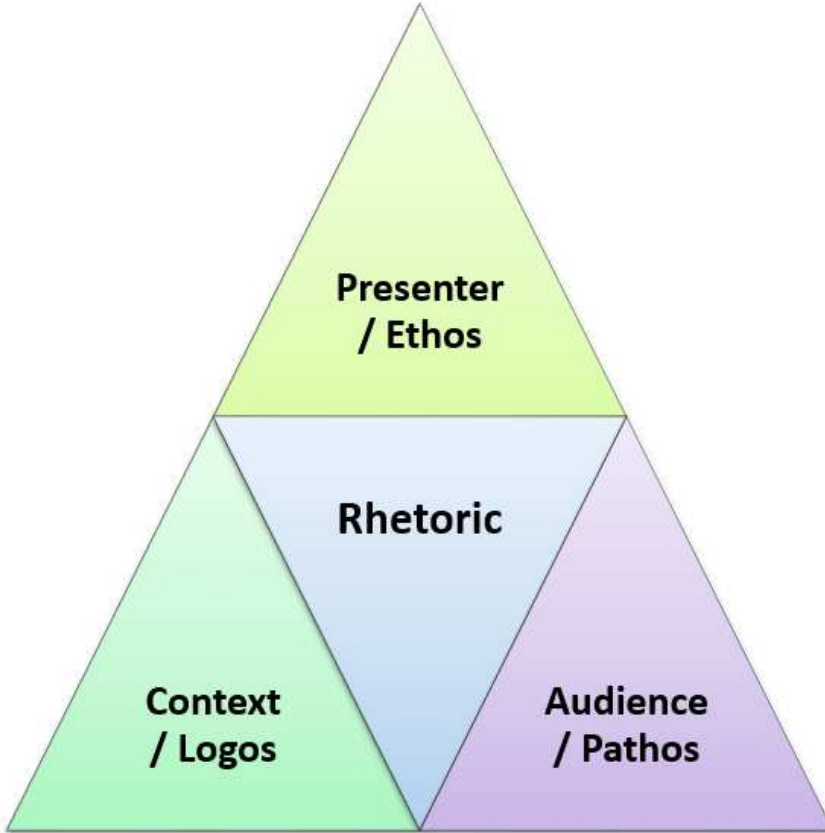 Presenter
/ Ethos
Rhetoric
Context
/ Logos
Audience
/ Pathos